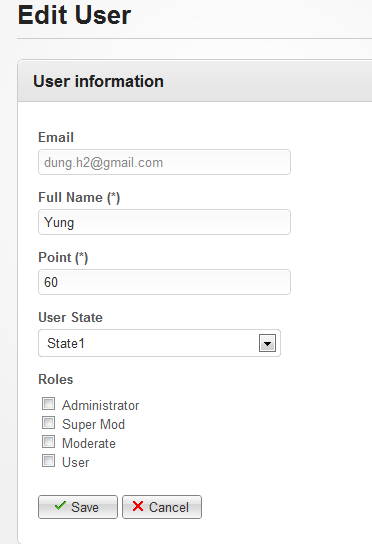 Edit User
User information
Email
dung.h2@gmail.com
Full Name (*)
Yung
Point (*)
60
User State
State1
Roles
Administrator
Super Mod
Moderate
User
Save Cancel